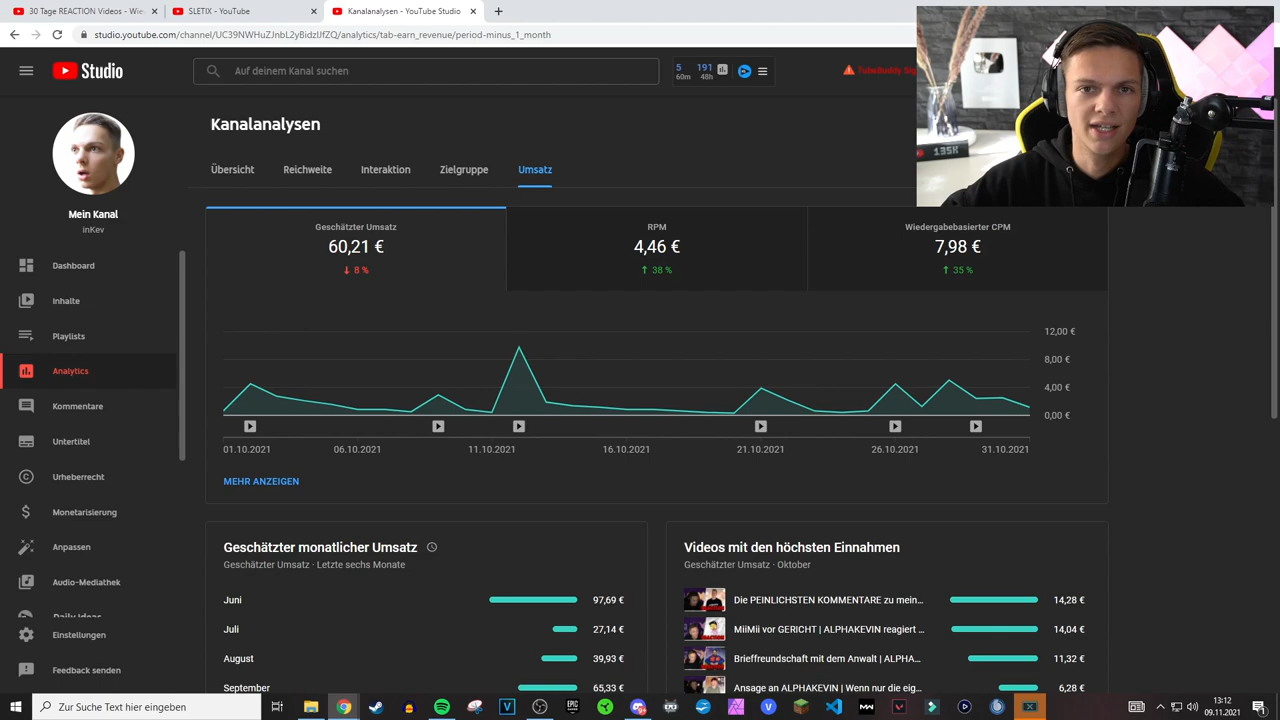 30 Tage REACTION Videos - Wie
SLETIX - YouTube
Kanalanalysen - YouTube Studio
studio.youtube.com/channel/UC39NWHuZJnbL2yBidzIIfZQ/analytics/tab-earn_revenue/period-minus_1_month
Studio
Auf deinem Kanal suchen
5
60m
191
48h
TubeBuddy Sig
135K
Mein Kanal
inKev
Dashboard
Inhalte
Playlists
Analytics
Kommentare
Untertitel
Urheberrecht
Monetarisierung
Anpassen
Audio-Mediathek
Daily Ideas
Einstellungen
Feedback senden
Kanalanalysen
Übersicht Reichweite Interaktion Zielgruppe Umsatz
Geschätzter Umsatz
60,21 €
8 %
RPM
4,46 €
38 %
Wiedergabebasierter CPM
7,98 €
35 %
12,00 €
8,00 €
4,00 €
0,00 €
01.10.2021 06.10.2021 11.10.2021 16.10.2021 21.10.2021 26.10.2021 31.10.2021
MEHR ANZEIGEN
Geschätzter monatlicher Umsatz
Geschätzter Umsatz · Letzte sechs Monate
Juni 97,69 €
Juli 27,14 €
August 39,93 €
September 65,33 €
Videos mit den höchsten Einnahmen
Geschätzter Umsatz · Oktober
Die PEINLICHSTEN KOMMENTARE zu mein... 14,28 €
MiiMii vor GERICHT | ALPHAKEVIN reagiert ... 14,04 €
Brieffreundschaft mit dem Anwalt | ALPHA... 11,32 €
Ansage an ALPHAKEVIN | Wenn nur die eig... 6,28 €
Zur Suche Text hier eingeben
EPIC
13:12
09.11.2021
1